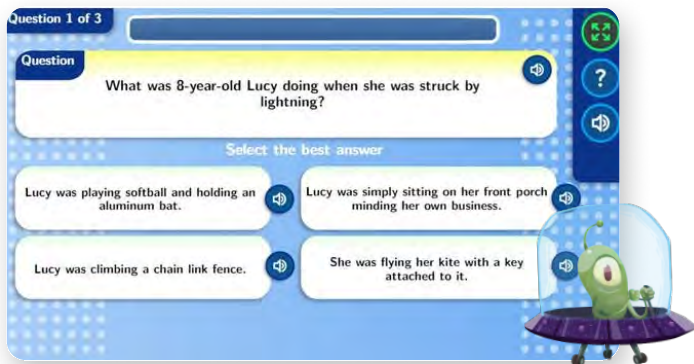 Question 1 of 3
Question
What was 8-year-old Lucy doing when she was struck by
lightning?
Select the best answer
Lucy was playing softball and holding an
aluminum bat.
Lucy was simply sitting on her front porch
minding her own business.
Lucy was climbing a chain link fence.
She was flying her kite with a key
attached to it.
?